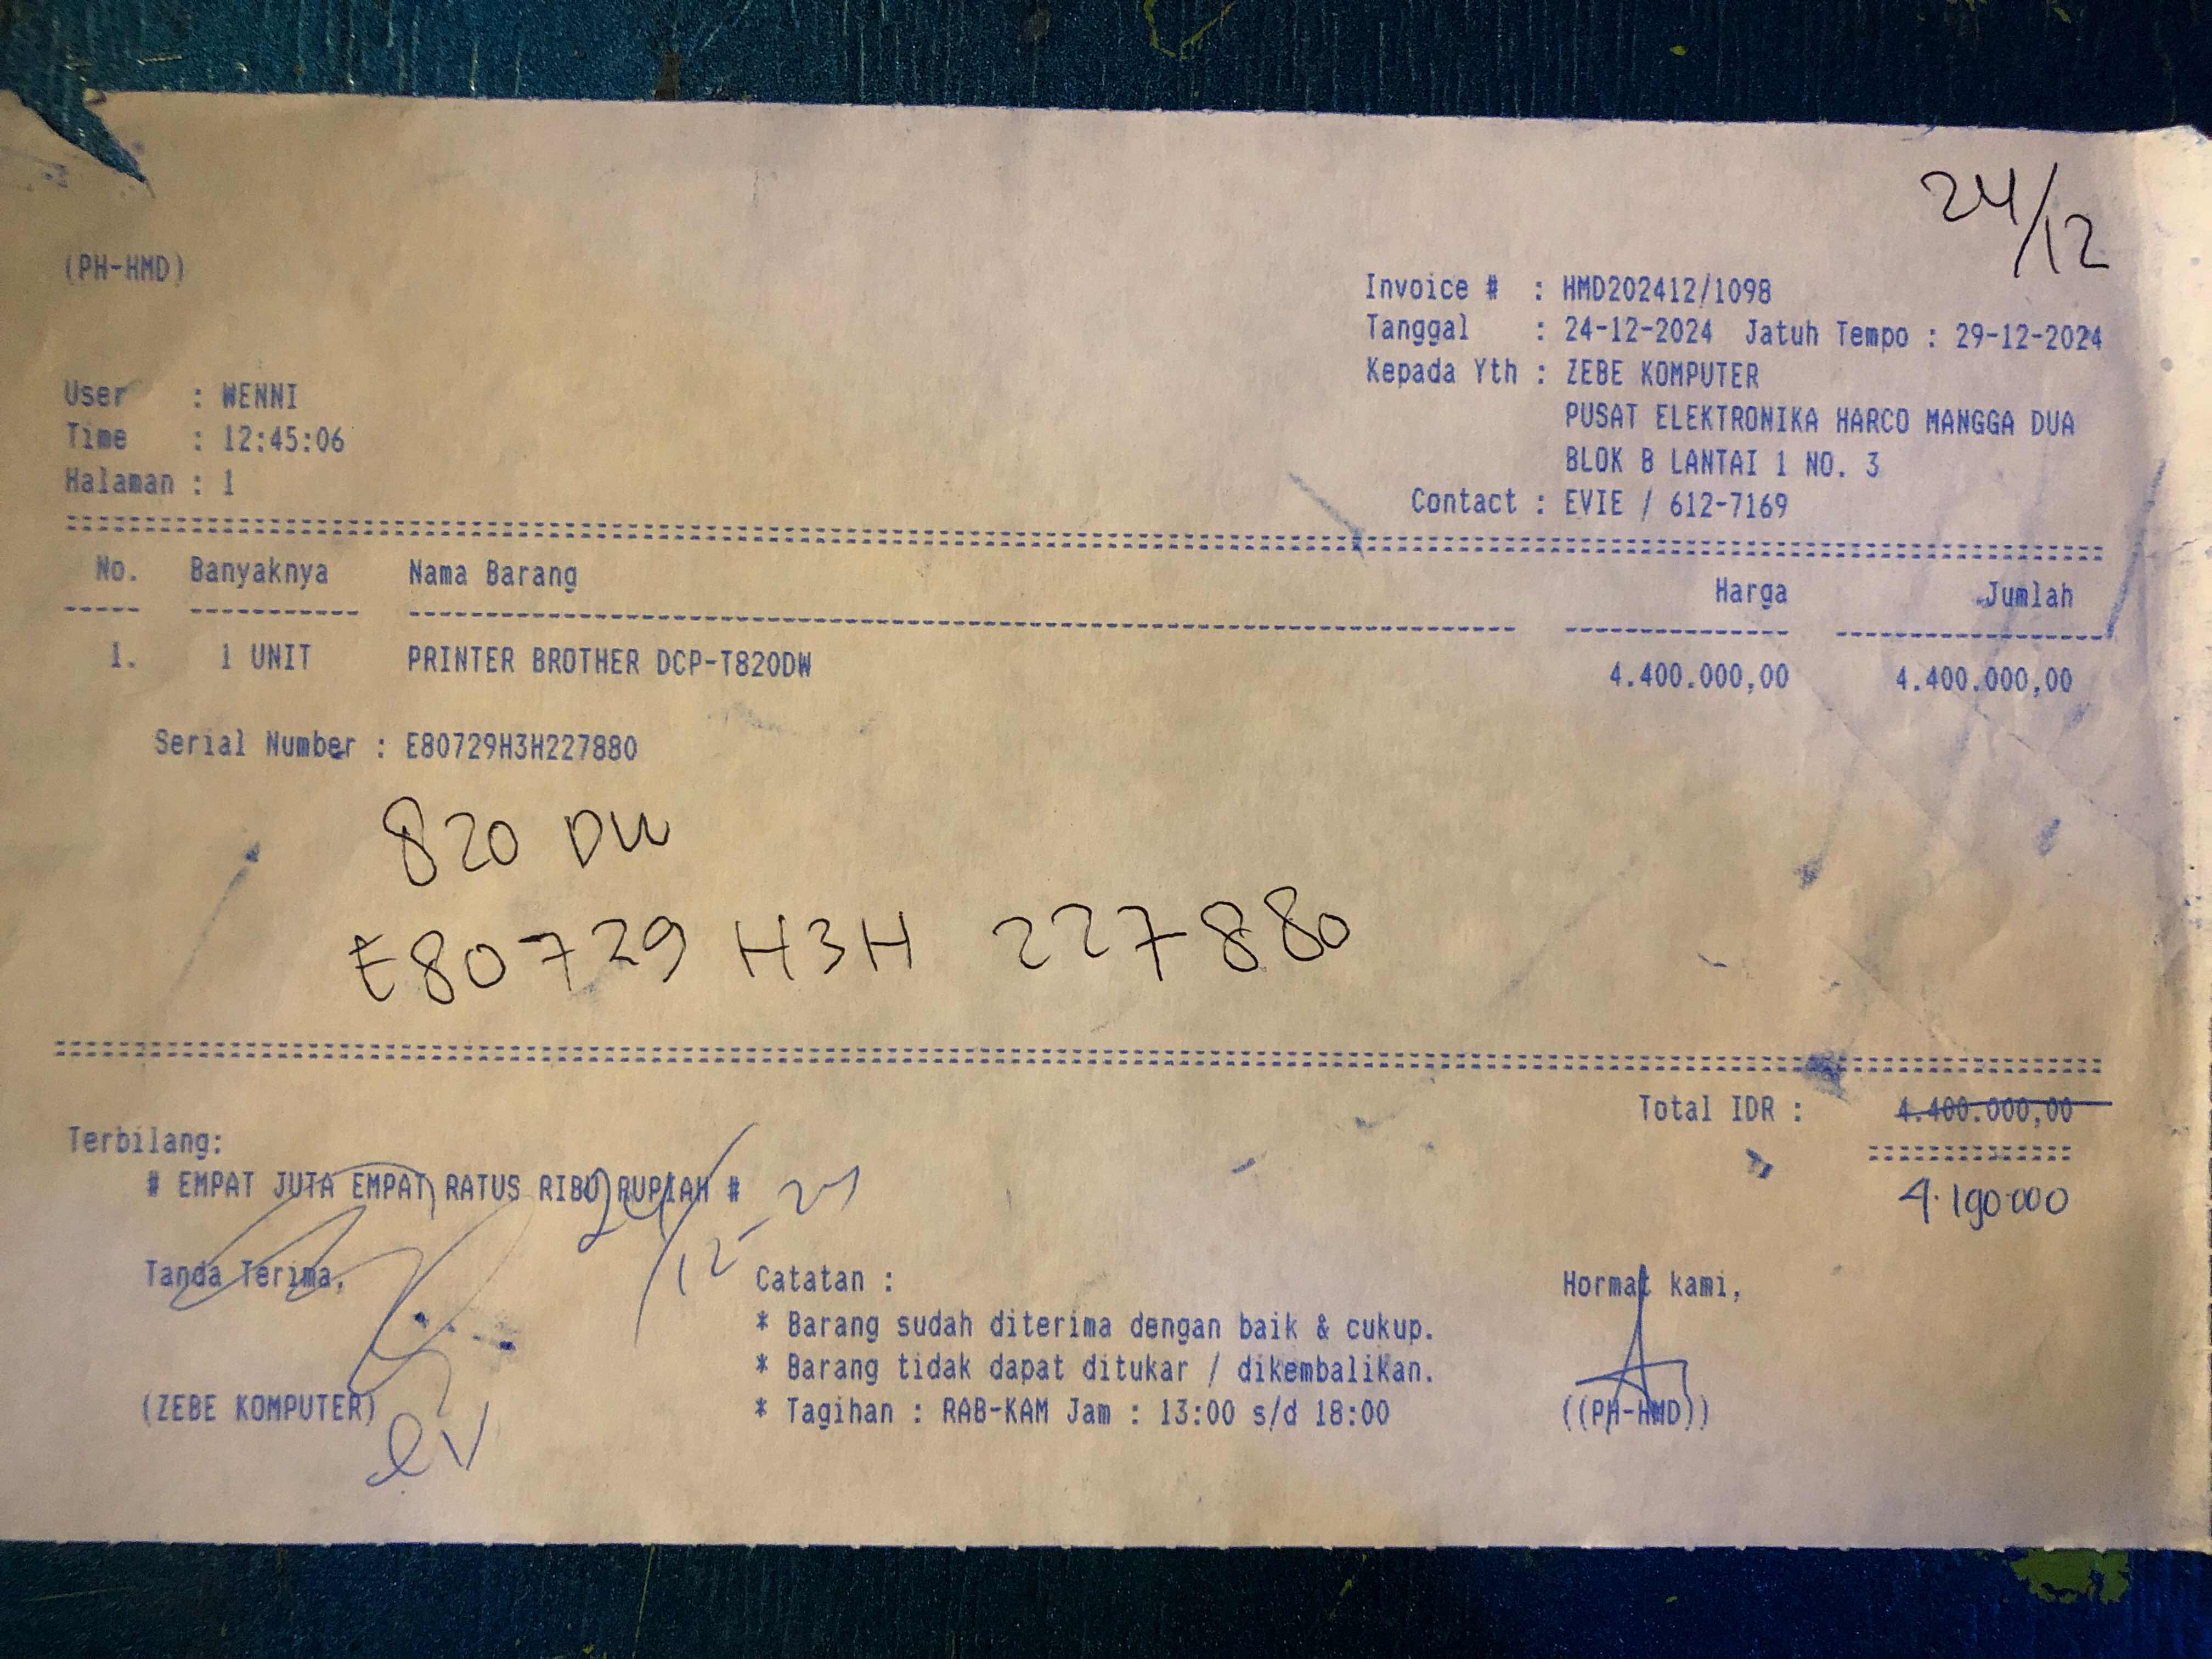 24/12
(PH-HMD)
Invoice # : HMD202412/1098
Tanggal : 24-12-2024 Jatuh Tempo : 29-12-2024
Kepada Yth : ZEBE KOMPUTER
PUSAT ELEKTRONIKA HARCO MANGGA DUA
BLOK B LANTAI 1 NO. 3
Contact : EVIE / 612-7169
User : WENNI
Time : 12:45:06
Halaman : 1
No. Banyaknya Nama Barang Harga Jumlah
1. 1 UNIT PRINTER BROTHER DCP-T820DW 4.400.000,00 4.400.000,00
Serial Number : E80729H3H227880
820 DW
E80729 H3H 227880
Total IDR : 4.400.000,00
4.190.000
Terbilang:
# EMPAT JUTA EMPAT RATUS RIBU RUPIAH #
24/12-24
Tanda Terima,
(ZEBE KOMPUTER)
ev
Catatan :
* Barang sudah diterima dengan baik & cukup.
* Barang tidak dapat ditukar / dikembalikan.
* Tagihan : RAB-KAM Jam : 13:00 s/d 18:00
Hormat kami,
((PH-HMD))